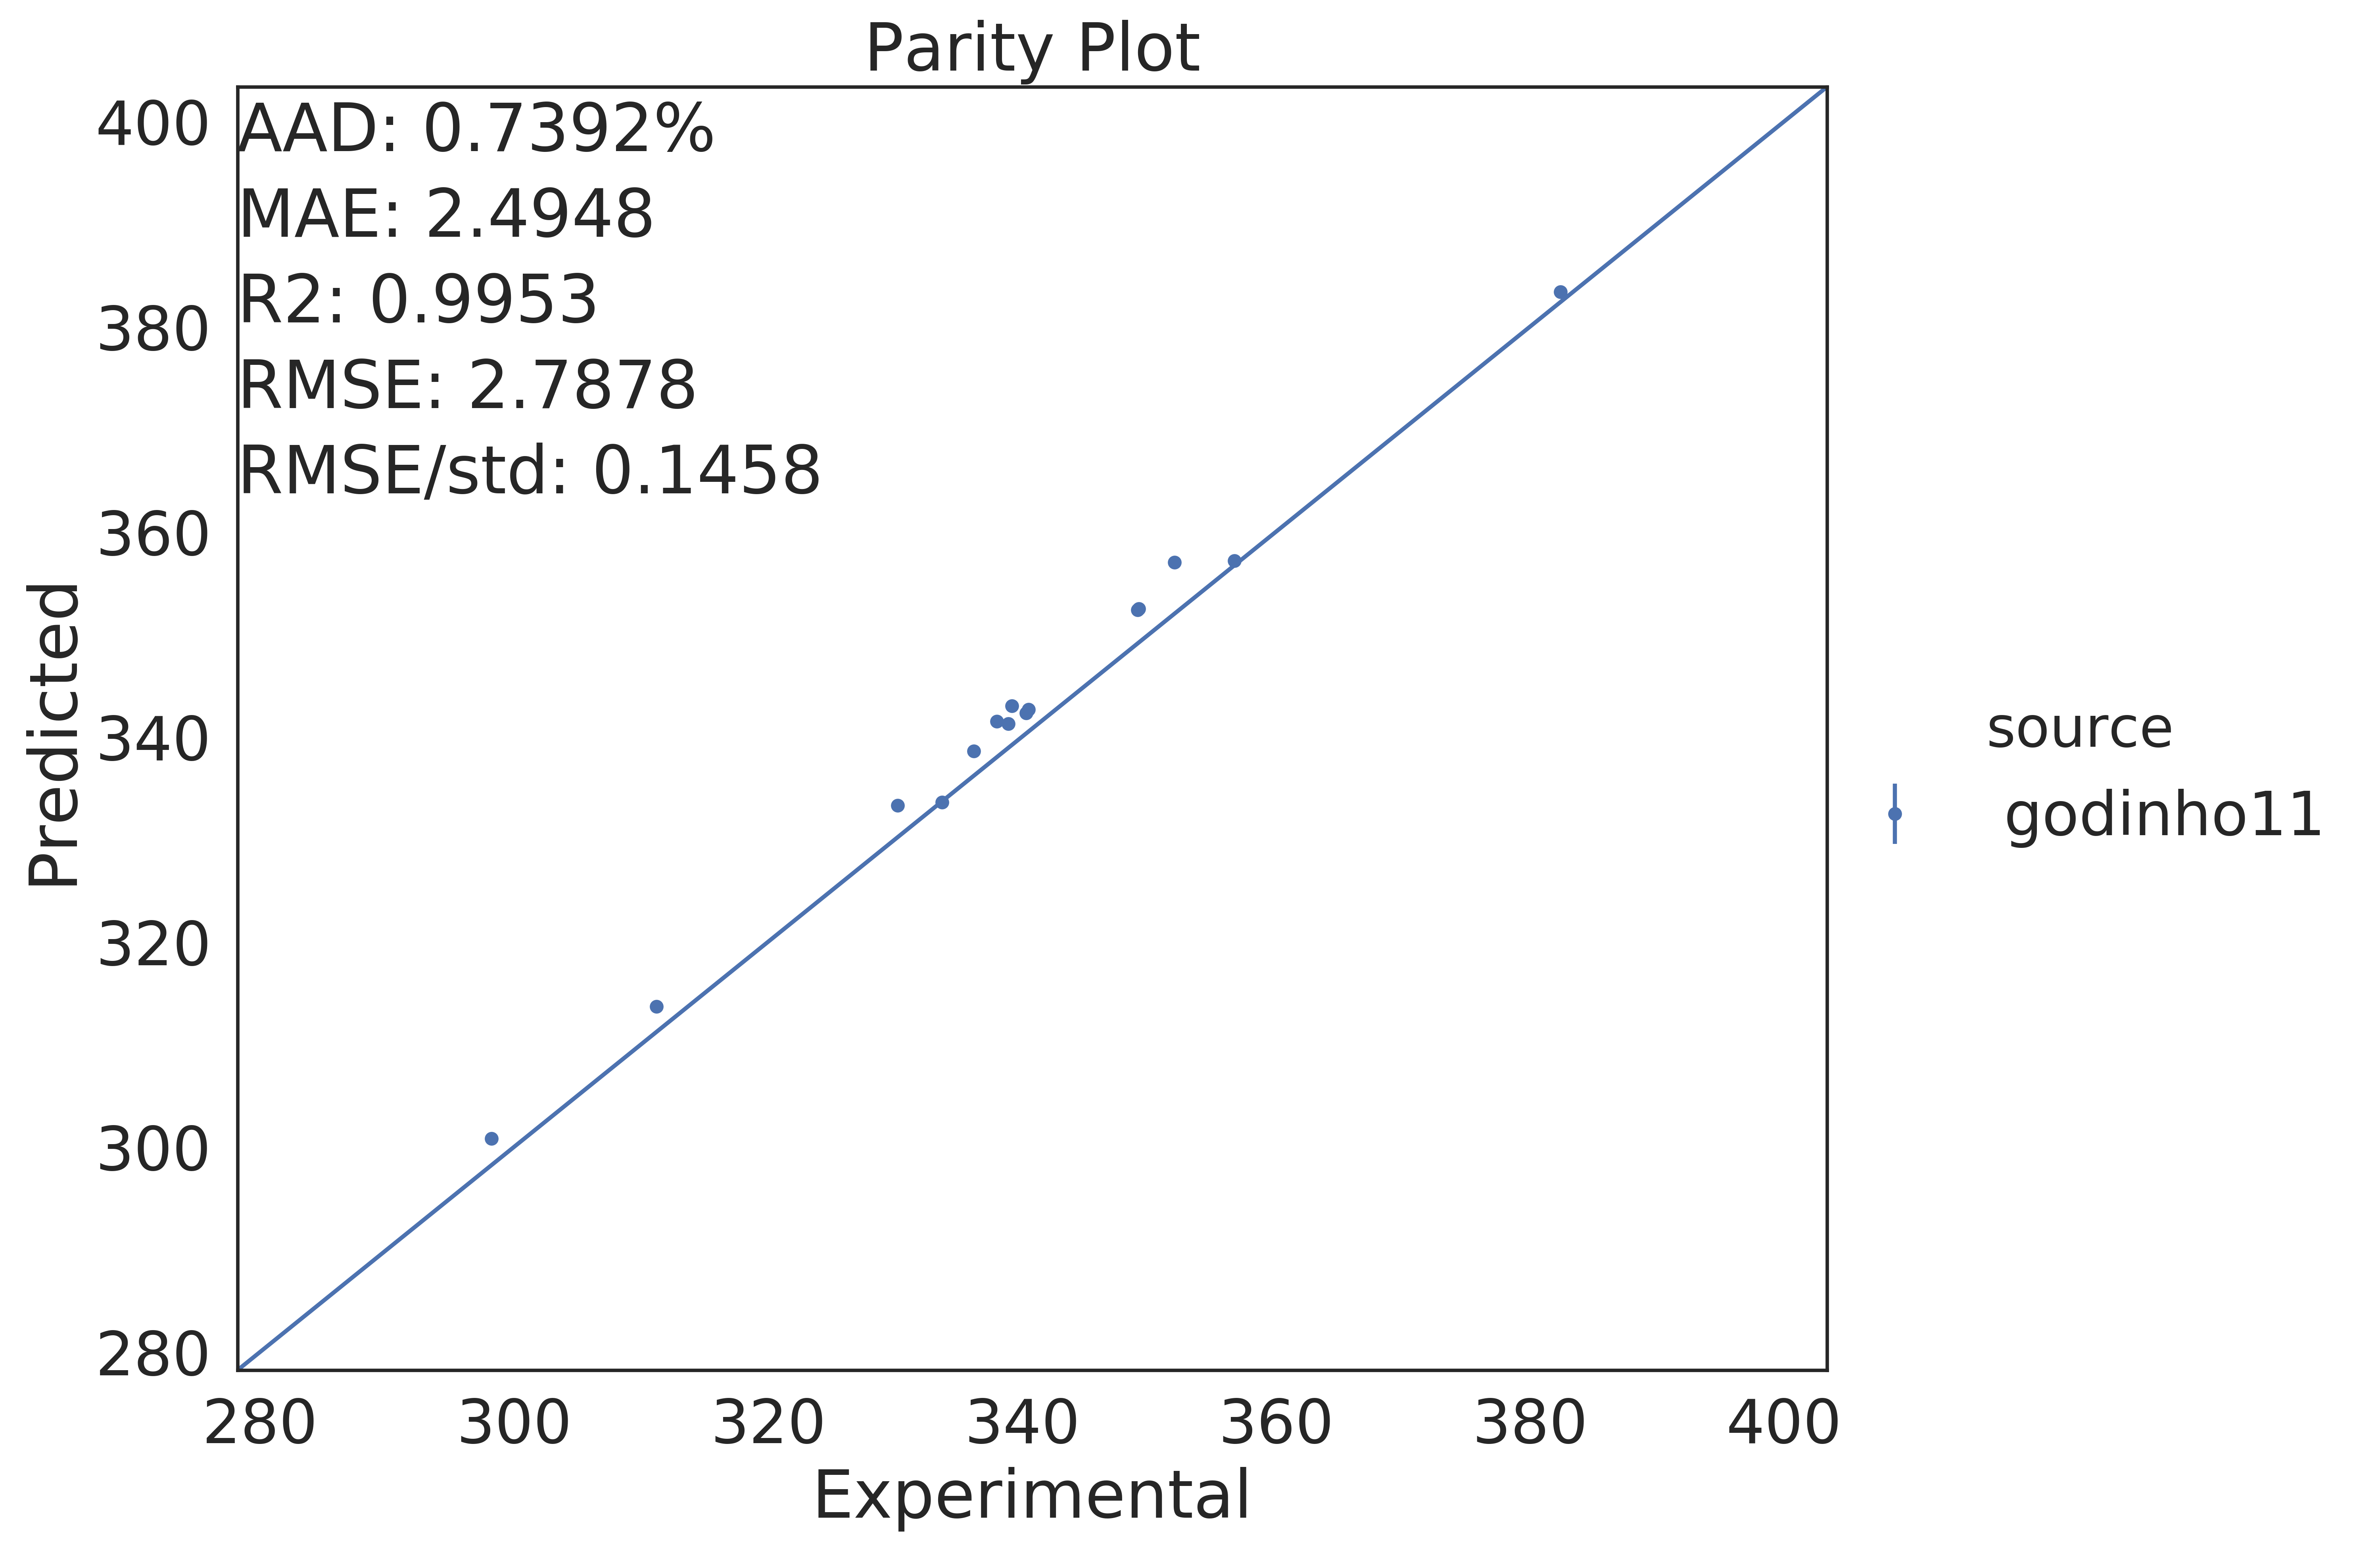 Parity Plot
AAD: 0.7392%
MAE: 2.4948
R2: 0.9953
RMSE: 2.7878
RMSE/std: 0.1458
400
380
360
340
320
300
280
Predicted
280 300 320 340 360 380 400
Experimental
source
godinho11